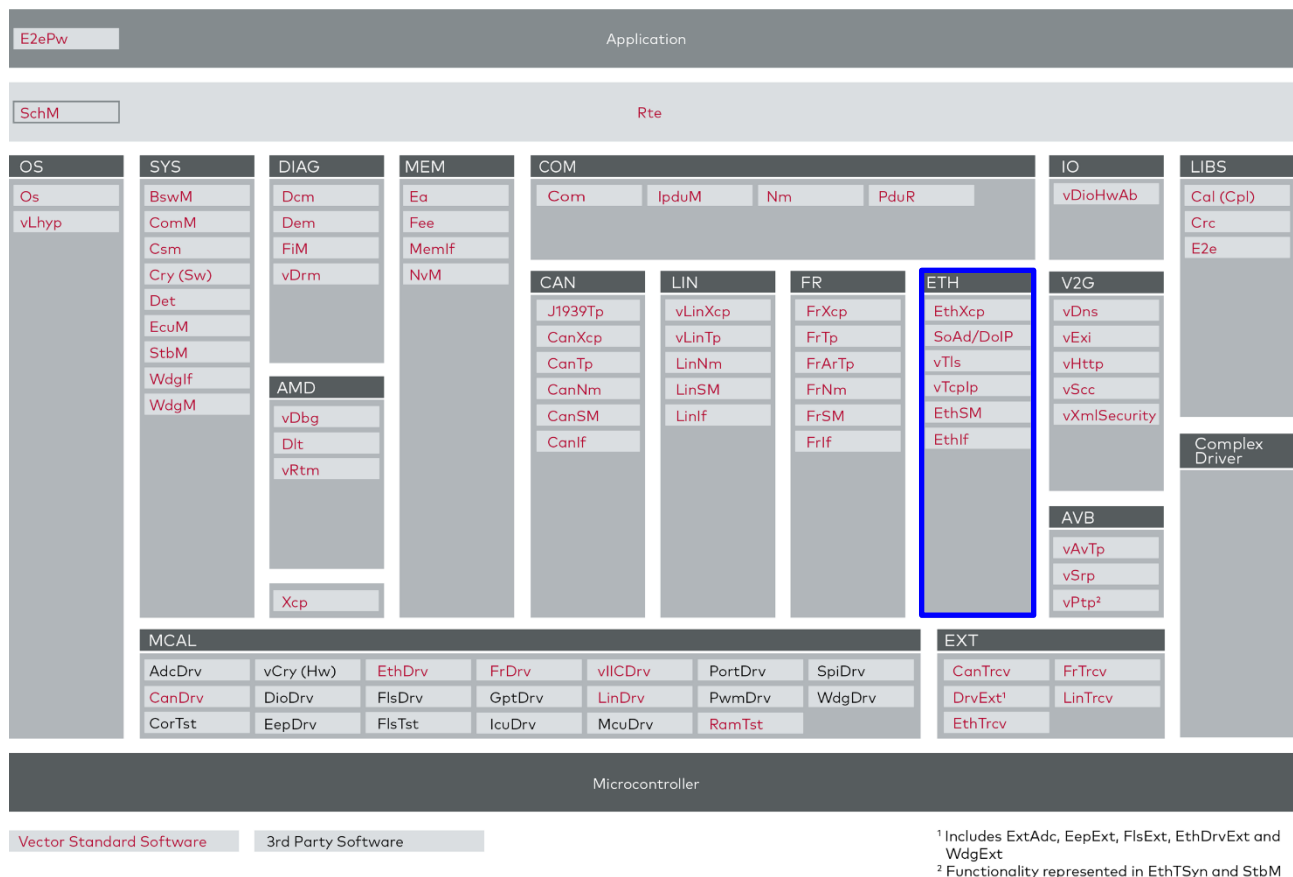 E2ePw
Application
SchM
Rte
OS
Os
vLhyp
SYS
BswM
ComM
Csm
Cry (Sw)
Det
EcuM
StbM
WdgIf
WdgM
DIAG
Dcm
Dem
FiM
vDrm
AMD
vDbg
Dlt
vRtm
Xcp
MEM
Ea
Fee
MemIf
NvM
COM
Com IpduM Nm PduR
CAN
J1939Tp
CanXcp
CanTp
CanNm
CanSM
CanIf
LIN
vLinXcp
vLinTp
LinNm
LinSM
LinIf
FR
FrXcp
FrTp
FrArTp
FrNm
FrSM
FrIf
ETH
EthXcp
SoAd/DoIP
vTls
vTcpIp
EthSM
EthIf
IO
vDioHwAb
V2G
vDns
vExi
vHttp
vScc
vXmlSecurity
AVB
vAvTp
vSrp
vPtp²
LIBS
Cal (Cpl)
Crc
E2e
Complex
Driver
MCAL
AdcDrv vCry (Hw) EthDrv FrDrv vIICDrv PortDrv SpiDrv
CanDrv DioDrv FlsDrv GptDrv LinDrv PwmDrv WdgDrv
CorTst EepDrv FlsTst IcuDrv McuDrv RamTst
EXT
CanTrcv FrTrcv
DrvExt¹ LinTrcv
EthTrcv
Microcontroller
Vector Standard Software
3rd Party Software
¹ Includes ExtAdc, EepExt, FlsExt, EthDrvExt and
WdgExt
² Functionality represented in EthTSyn and StbM